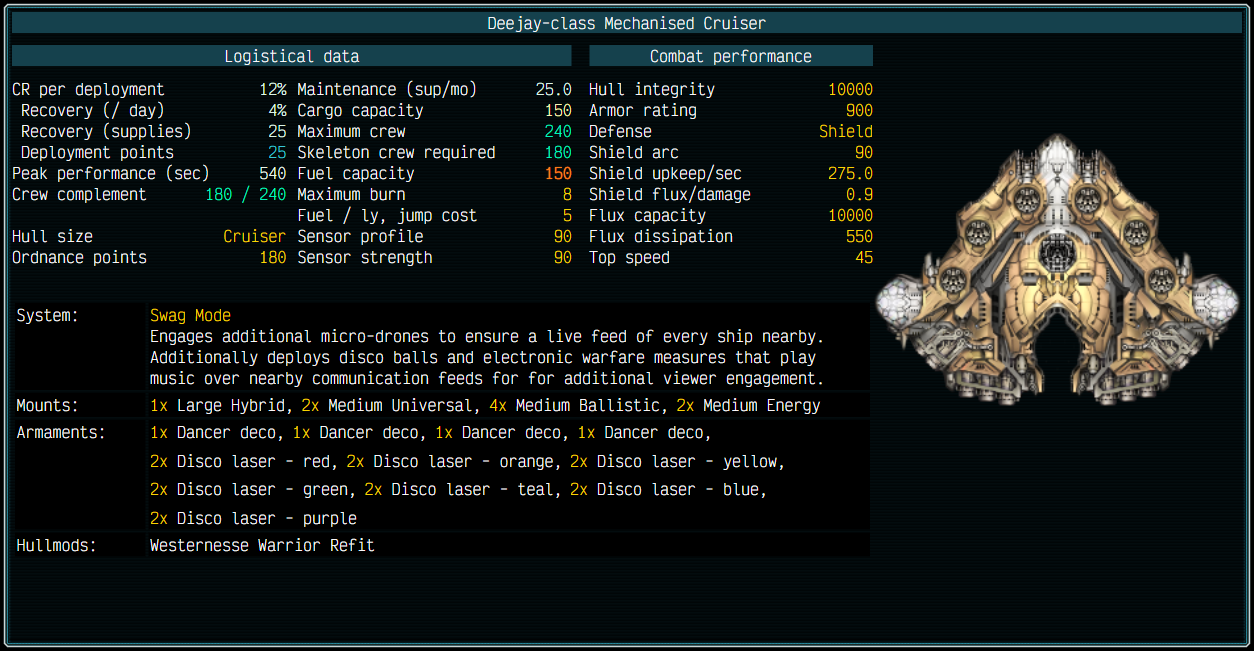 Deejay-class Mechanised Cruiser
Logistical data
CR per deployment 12% Maintenance (sup/mo) 25.0
Recovery (/ day) 4% Cargo capacity 150
Recovery (supplies) 25 Maximum crew 240
Deployment points 25 Skeleton crew required 180
Peak performance (sec) 540 Fuel capacity 150
Crew complement 180 / 240 Maximum burn 8
Fuel / ly, jump cost 5
Hull size Cruiser Sensor profile 90
Ordnance points 180 Sensor strength 90
Combat performance
Hull integrity 10000
Armor rating 900
Defense Shield
Shield arc 90
Shield upkeep/sec 275.0
Shield flux/damage 0.9
Flux capacity 10000
Flux dissipation 550
Top speed 45
System: Swag Mode
Engages additional micro-drones to ensure a live feed of every ship nearby.
Additionally deploys disco balls and electronic warfare measures that play
music over nearby communication feeds for for additional viewer engagement.
Mounts: 1x Large Hybrid, 2x Medium Universal, 4x Medium Ballistic, 2x Medium Energy
Armaments: 1x Dancer deco, 1x Dancer deco, 1x Dancer deco, 1x Dancer deco,
2x Disco laser - red, 2x Disco laser - orange, 2x Disco laser - yellow,
2x Disco laser - green, 2x Disco laser - teal, 2x Disco laser - blue,
2x Disco laser - purple
Hullmods: Westernesse Warrior Refit